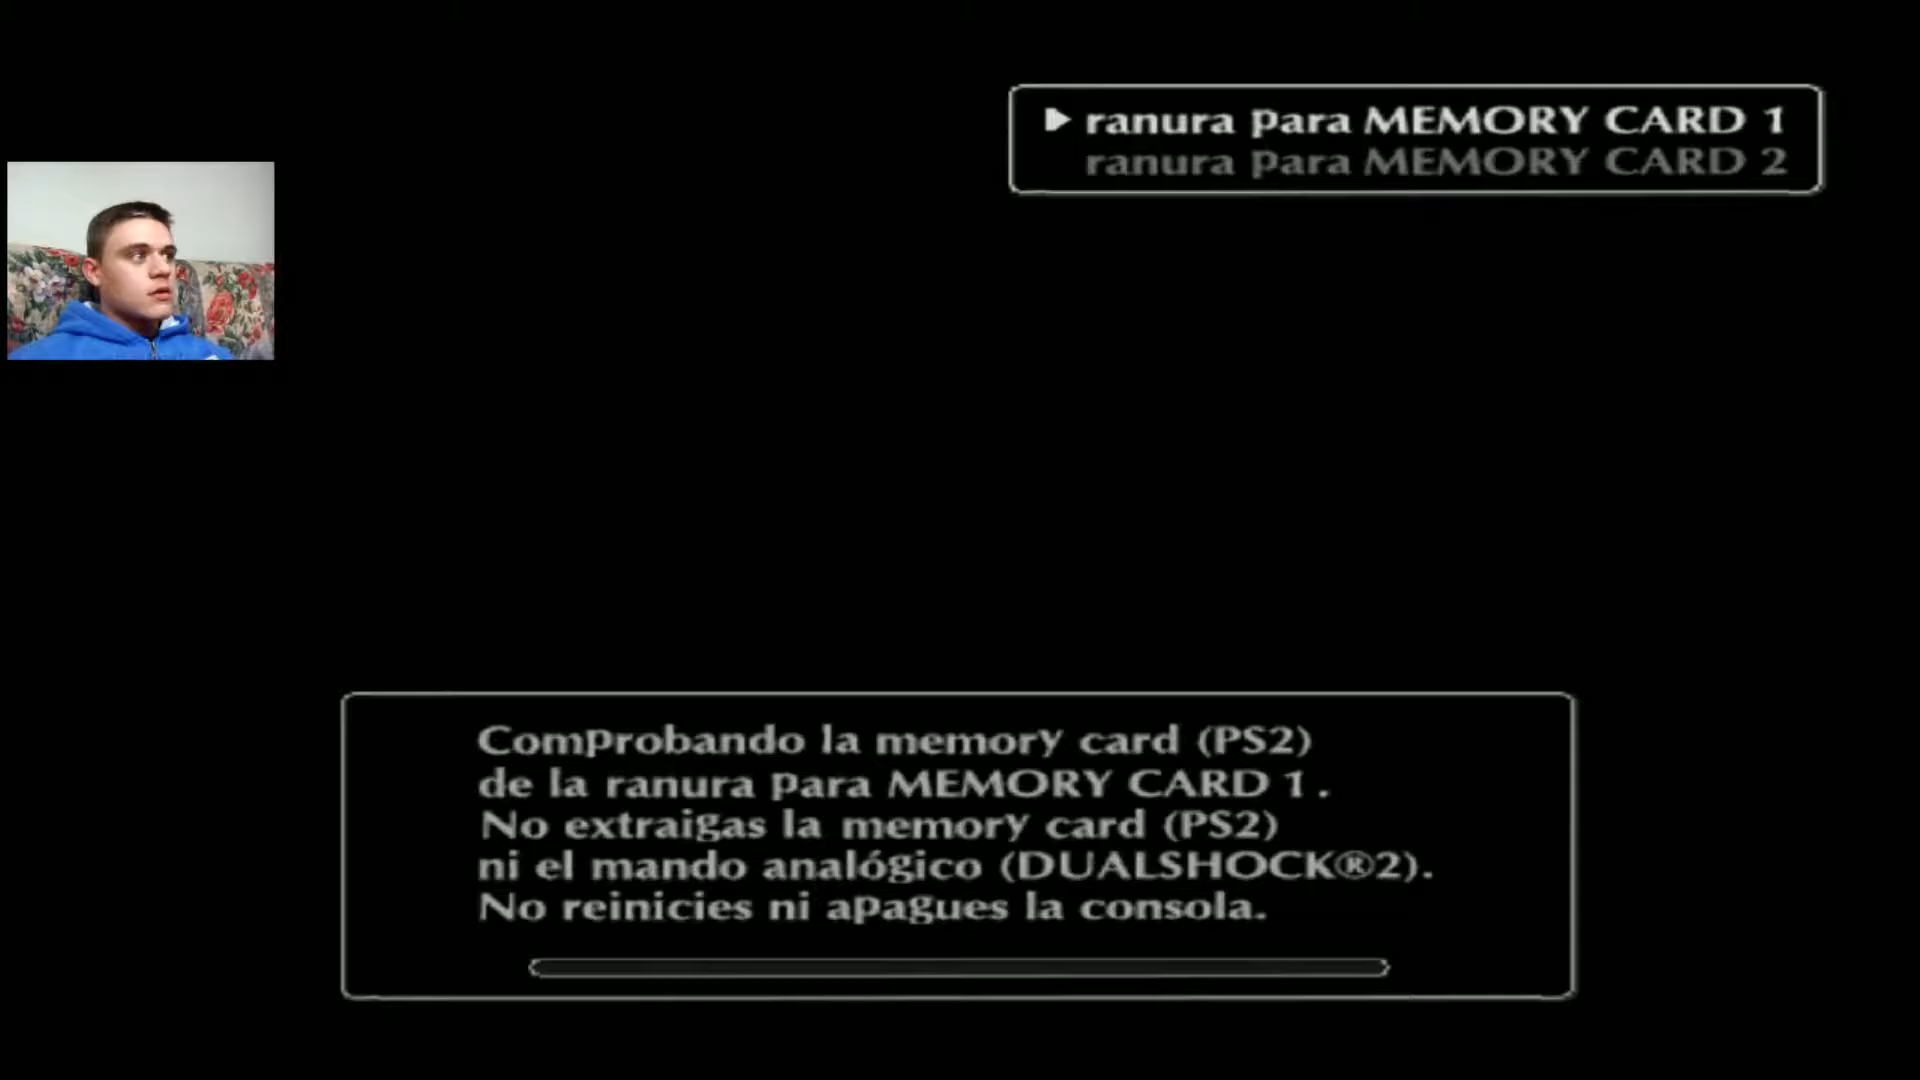 ranura para MEMORY CARD 1
ranura para MEMORY CARD 2
Comprobando la memory card (PS2)
de la ranura para MEMORY CARD 1.
No extraigas la memory card (PS2)
ni el mando analógico (DUALSHOCK®2).
No reinicies ni apagues la consola.